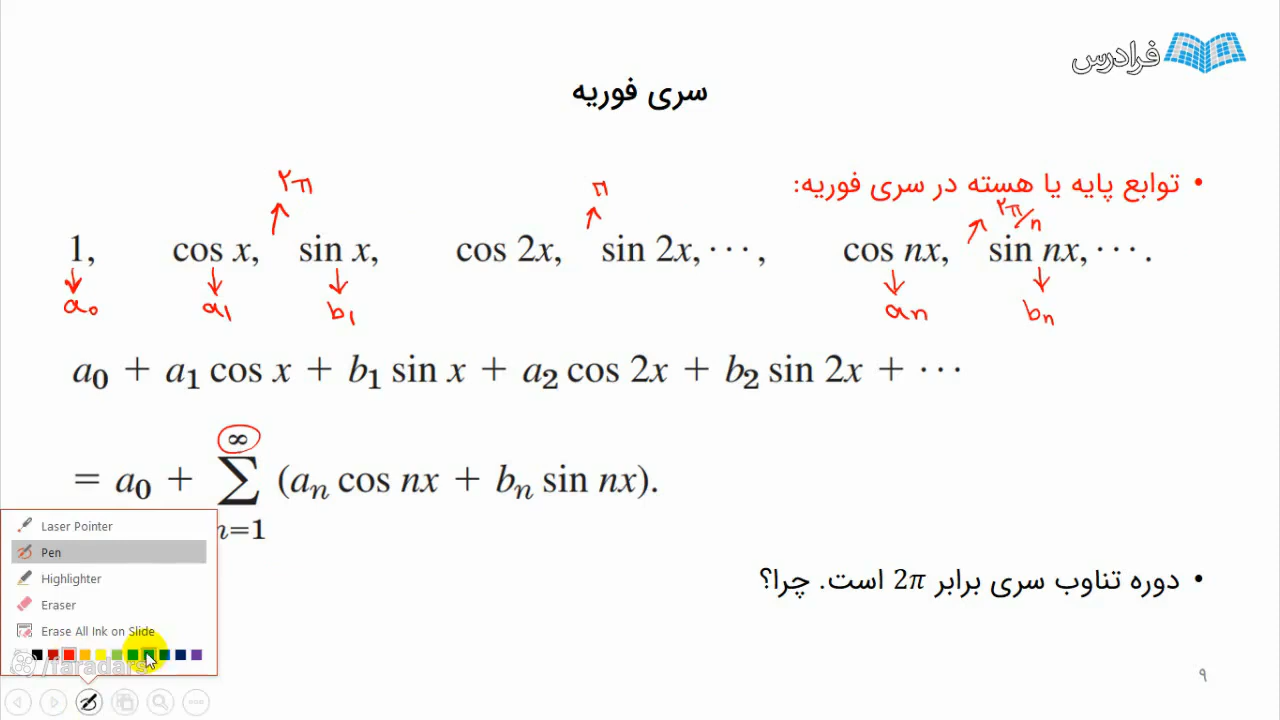 فرادرس
سری فوریه
• توابع پایه یا هسته در سری فوریه:
۲π π ۲π/n
1, cos x, sin x, cos 2x, sin 2x, ⋯, cos nx, sin nx, ⋯.
a₀ a₁ b₁ aₙ bₙ
a₀ + a₁ cos x + b₁ sin x + a₂ cos 2x + b₂ sin 2x + ⋯
∞
= a₀ + ∑ (aₙ cos nx + bₙ sin nx).
n=1
• دوره تناوب سری برابر 2π است. چرا؟
Laser Pointer
Pen
Highlighter
Eraser
Erase All Ink on Slide
/faradars
۹